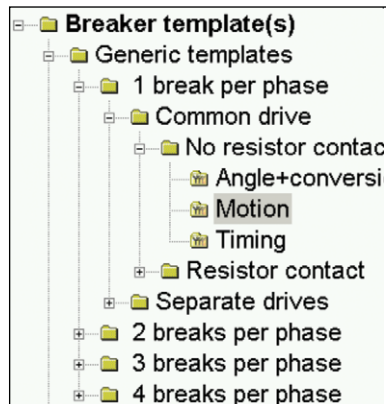 Breaker template(s)
Generic templates
1 break per phase
Common drive
No resistor contac
Angle+conversi
Motion
Timing
Resistor contact
Separate drives
2 breaks per phase
3 breaks per phase
4 breaks per phase